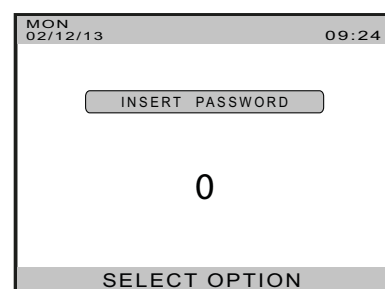 MON
02/12/13 09:24
INSERT PASSWORD
0
SELECT OPTION